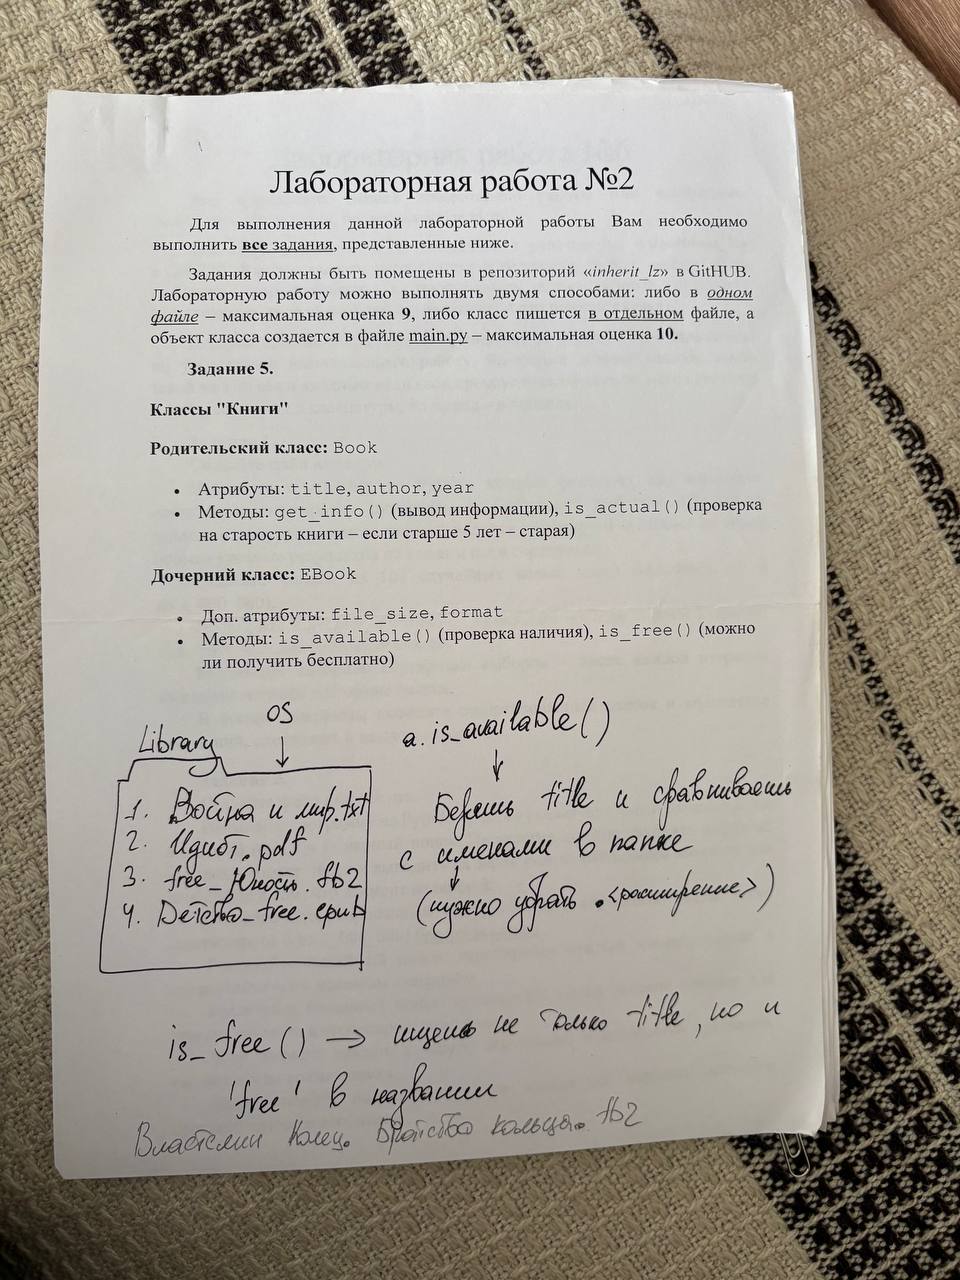 Лабораторная работа №2
Для выполнения данной лабораторной работы Вам необходимо
выполнить все задания, представленные ниже.
Задания должны быть помещены в репозиторий «inherit_lz» в GitHUB.
Лабораторную работу можно выполнять двумя способами: либо в одном
файле – максимальная оценка 9, либо класс пишется в отдельном файле, а
объект класса создается в файле main.py – максимальная оценка 10.
Задание 5.
Классы "Книги"
Родительский класс: Book
• Атрибуты: title, author, year
• Методы: get_info() (вывод информации), is_actual() (проверка
на старость книги – если старше 5 лет – старая)
Дочерний класс: EBook
• Доп. атрибуты: file_size, format
• Методы: is_available() (проверка наличия), is_free() (можно
ли получить бесплатно)
OS
Library
1. Война и мир.txt
2. Идиот.pdf
3. free_Юность.fb2
4. Детство_free.epub
a.is_available()
Берёшь title и сравниваешь
с именами в папке
(нужно убрать .<расширение>)
is_free() → ищешь не только title, но и
'free' в названии
Властелин Колец. Братство кольца.fb2